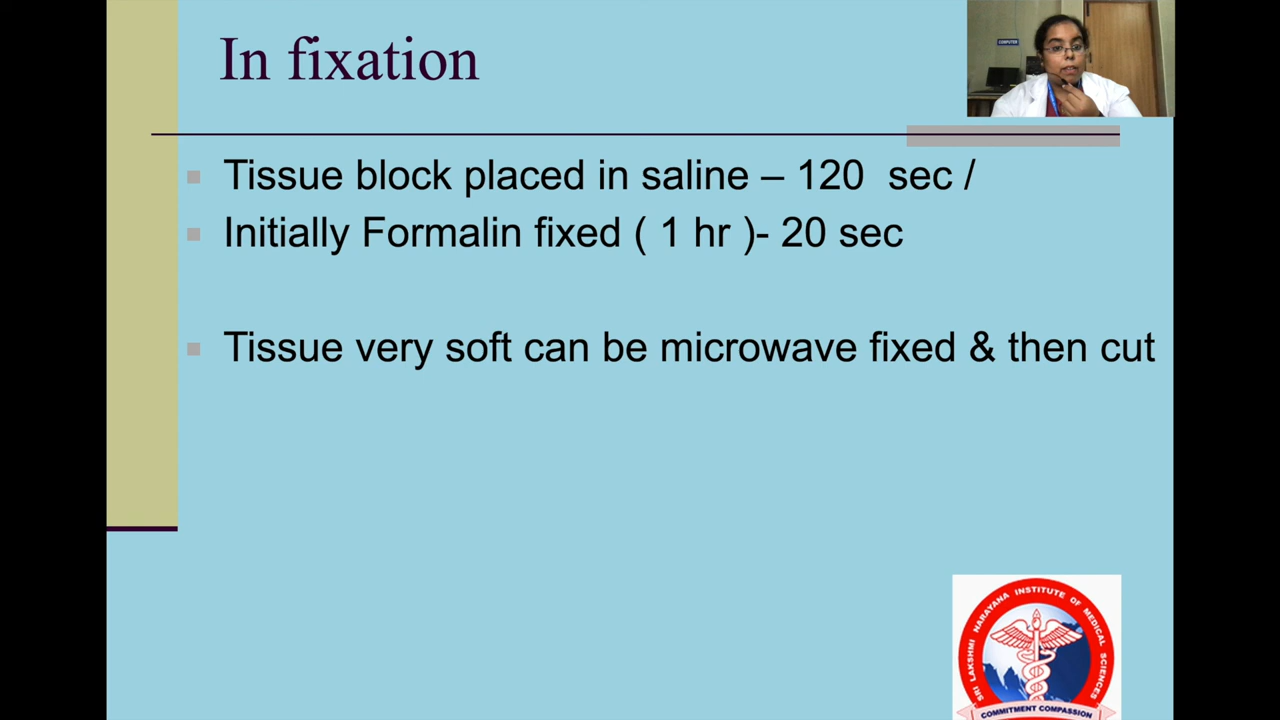 In fixation
COMPUTER
Tissue block placed in saline – 120 sec /
Initially Formalin fixed ( 1 hr )- 20 sec
Tissue very soft can be microwave fixed & then cut
SRI LAKSHMI NARAYANA INSTITUTE OF MEDICAL SCIENCES
COMMITMENT COMPASSION